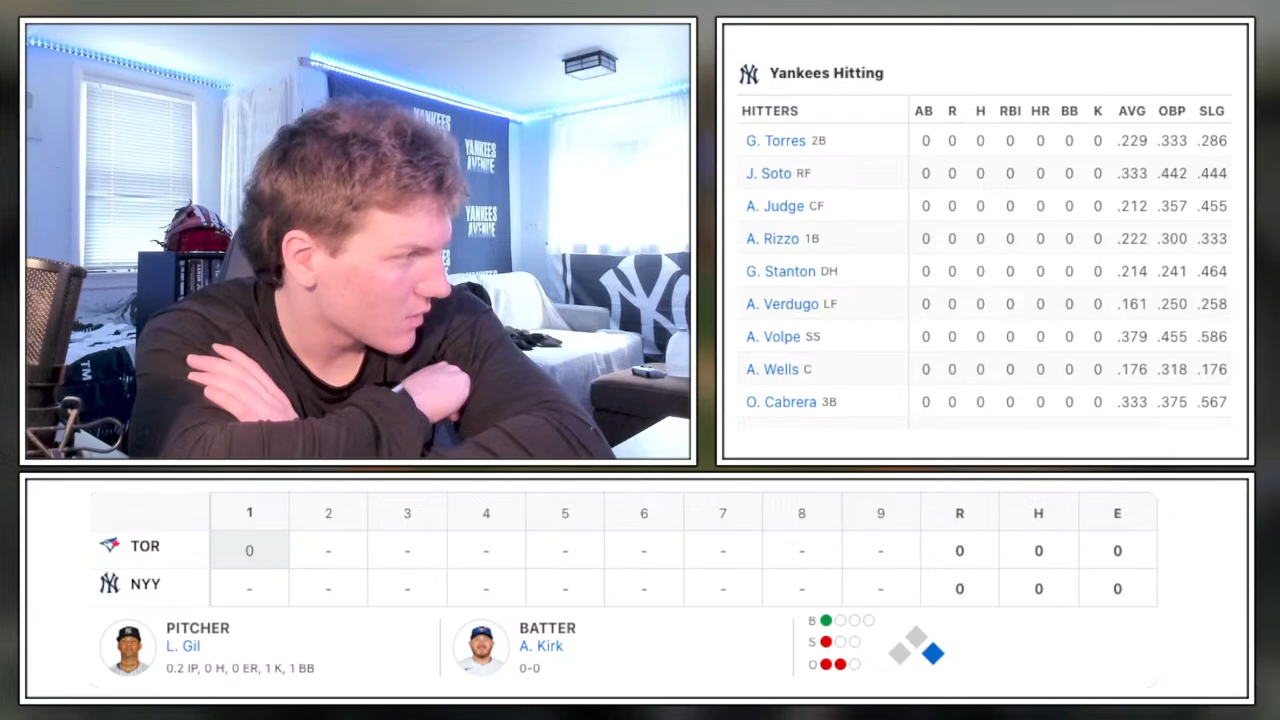 YANKEES
YANKEES
AVENUE
YANKEES
AVENUE
YANKEES
TM
NY
Yankees Hitting
HITTERS AB R H RBI HR BB K AVG OBP SLG
G. Torres 2B 0 0 0 0 0 0 0 .229 .333 .286
J. Soto RF 0 0 0 0 0 0 0 .333 .442 .444
A. Judge CF 0 0 0 0 0 0 0 .212 .357 .455
A. Rizzo 1B 0 0 0 0 0 0 0 .222 .300 .333
G. Stanton DH 0 0 0 0 0 0 0 .214 .241 .464
A. Verdugo LF 0 0 0 0 0 0 0 .161 .250 .258
A. Volpe SS 0 0 0 0 0 0 0 .379 .455 .586
A. Wells C 0 0 0 0 0 0 0 .176 .318 .176
O. Cabrera 3B 0 0 0 0 0 0 0 .333 .375 .567
1 2 3 4 5 6 7 8 9 R H E
TOR 0 - - - - - - - - 0 0 0
NYY - - - - - - - - - 0 0 0
PITCHER
L. Gil
0.2 IP, 0 H, 0 ER, 1 K, 1 BB
BATTER
A. Kirk
0-0
B
S
O